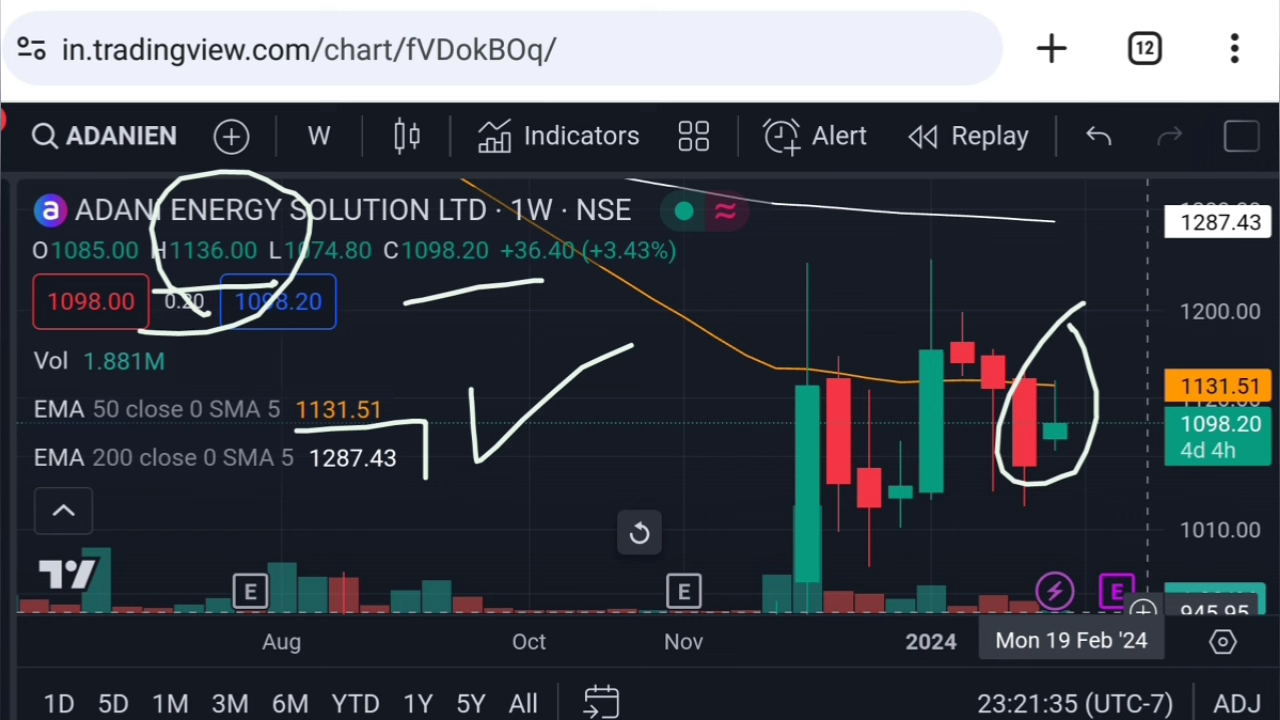 in.tradingview.com/chart/fVDokBOq/ 12
ADANIEN W Indicators Alert Replay
a ADANI ENERGY SOLUTION LTD · 1W · NSE
O1085.00 H1136.00 L1074.80 C1098.20 +36.40 (+3.43%)
1287.43
1098.00 0.20 1098.20
1200.00
Vol 1.881M
1131.51
EMA 50 close 0 SMA 5 1131.51
1098.20
4d 4h
EMA 200 close 0 SMA 5 1287.43
1010.00
E E E
945.95
Aug Oct Nov 2024 Mon 19 Feb '24
1D 5D 1M 3M 6M YTD 1Y 5Y All 23:21:35 (UTC-7) ADJ